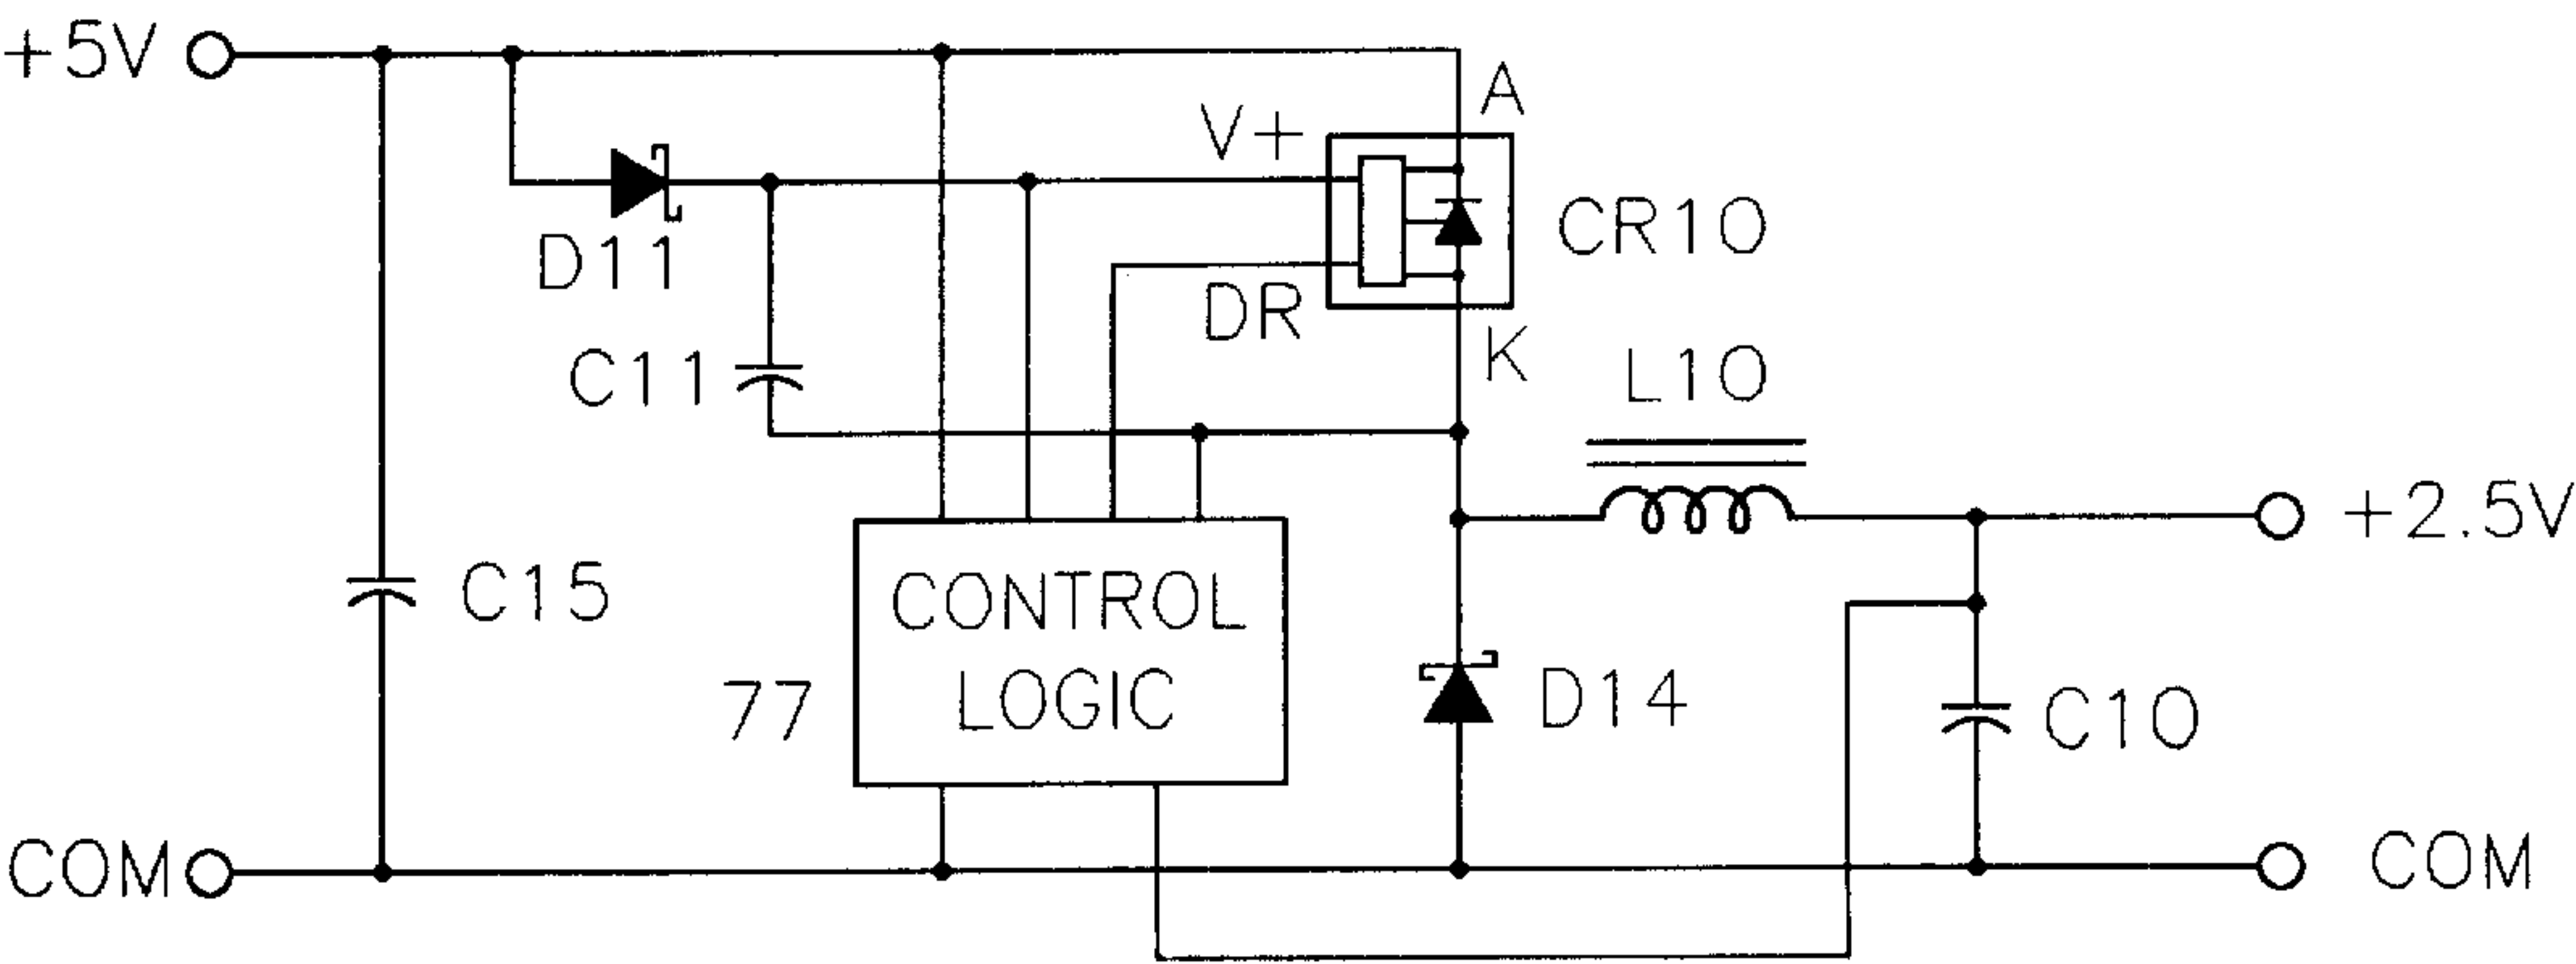 +5V
A
V+
CR10
D11
DR
K
C11
L10
+2.5V
C15
CONTROL
LOGIC
77
D14
C10
COM
COM